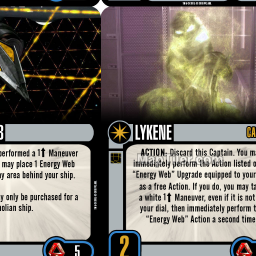 B
performed a 1 Maneuver
may place 1 Energy Web
y area behind your ship.
y only be purchased for a
olian ship.
5
LYKENE
CA
ACTION: Discard this Captain. You ma
immediately perform the Action listed o
"Energy Web" Upgrade equipped to your
as a free Action. If you do, you may ta
a white 1 Maneuver, even if it is not
your dial, then immediately perform t
"Energy Web" Action a second time
2